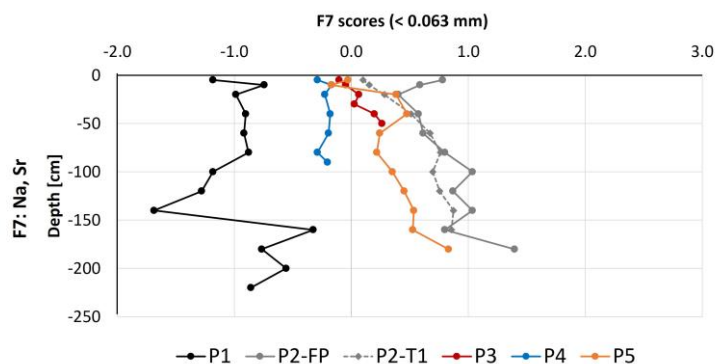 F7 scores (< 0.063 mm)
-2.0 -1.0 0.0 1.0 2.0 3.0
0
-50
-100
-150
-200
-250
F7: Na, Sr
Depth [cm]
P1 P2-FP P2-T1 P3 P4 P5